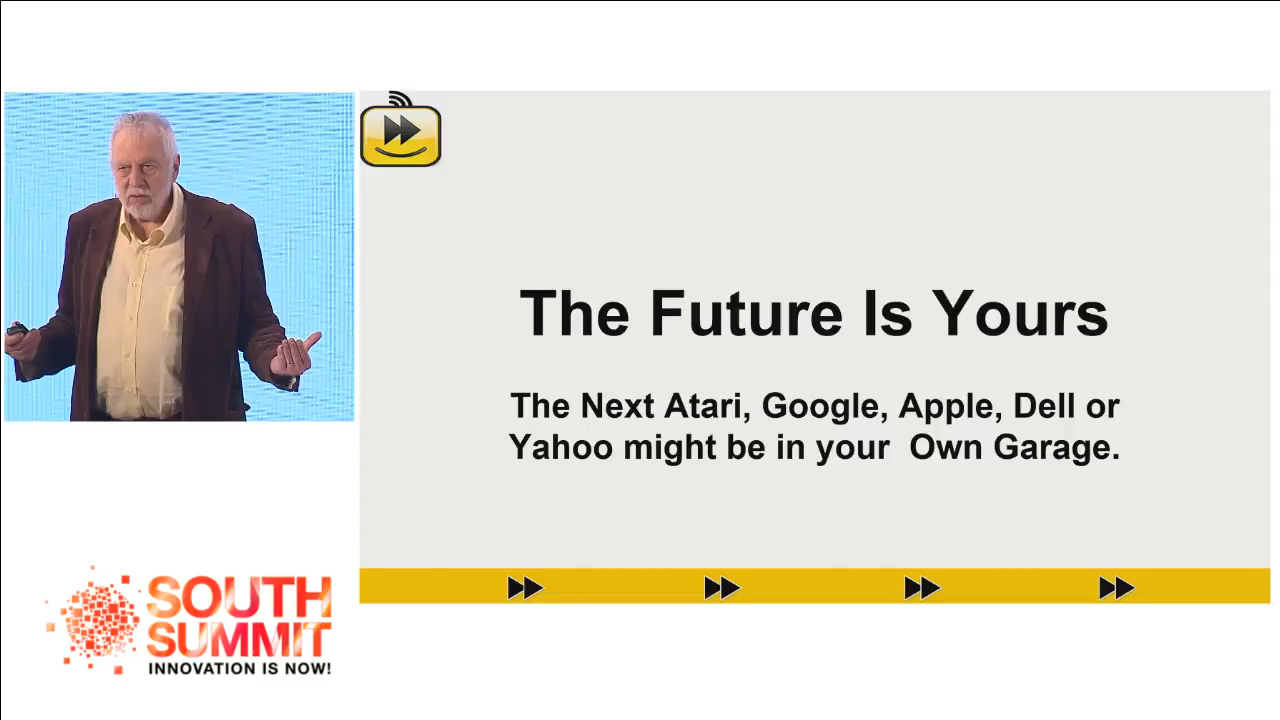 The Future Is Yours
The Next Atari, Google, Apple, Dell or
Yahoo might be in your Own Garage.
SOUTH
SUMMIT
INNOVATION IS NOW!